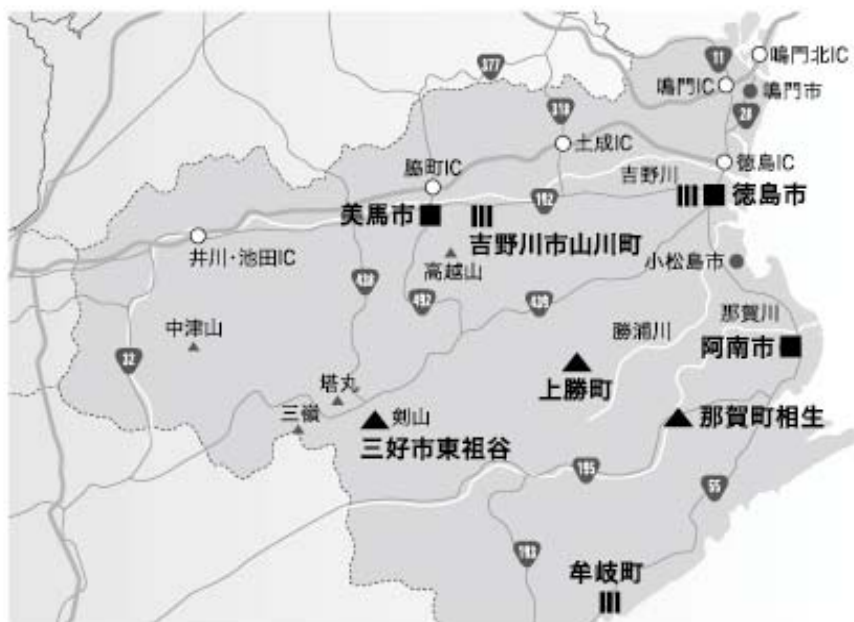 377
11
鳴門北IC
鳴門IC
鳴門市
28
318
土成IC
徳島IC
脇町IC
吉野川
192
徳島市
美馬市
吉野川市山川町
井川・池田IC
高越山
小松島市
438
492
439
那賀川
中津山
勝浦川
阿南市
32
上勝町
塔丸
三嶺
剣山
那賀町相生
三好市東祖谷
195
55
193
牟岐町